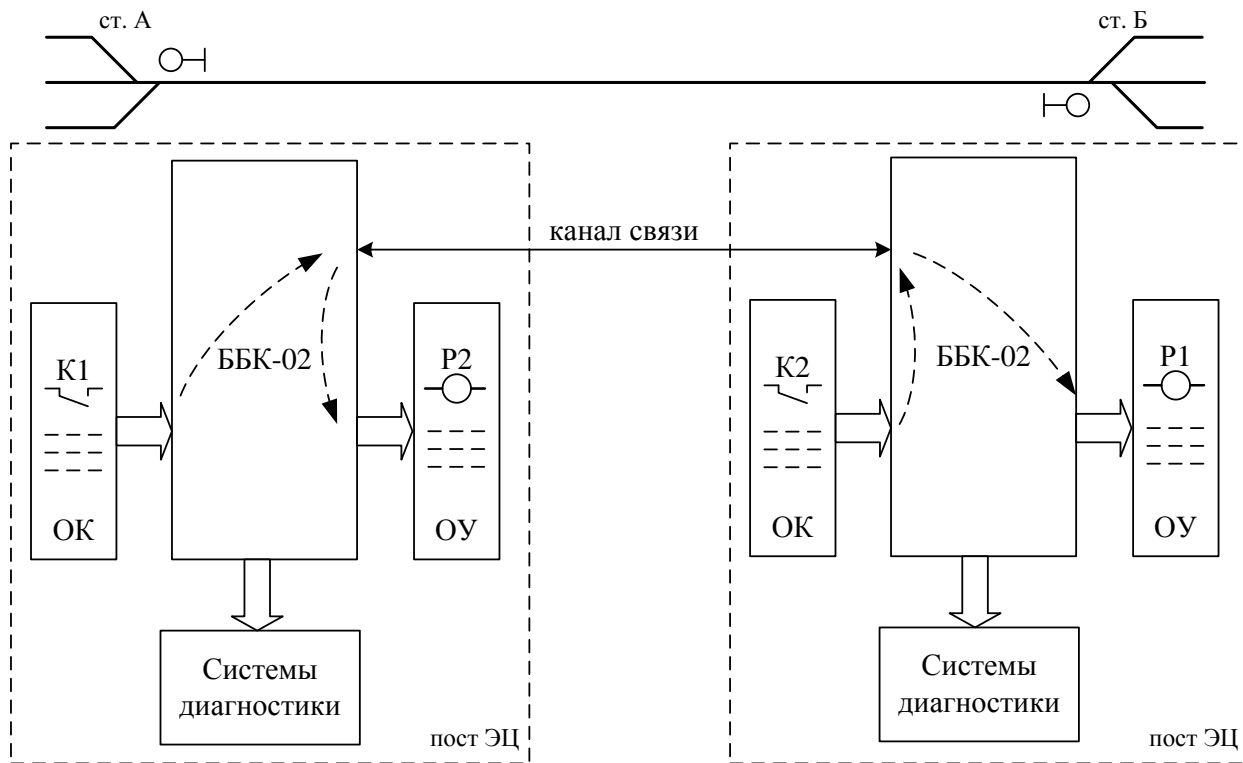 ст. А
ст. Б
канал связи
К1
ББК-02
Р2
К2
ББК-02
Р1
ОК
ОУ
ОК
ОУ
Системы
диагностики
Системы
диагностики
пост ЭЦ
пост ЭЦ